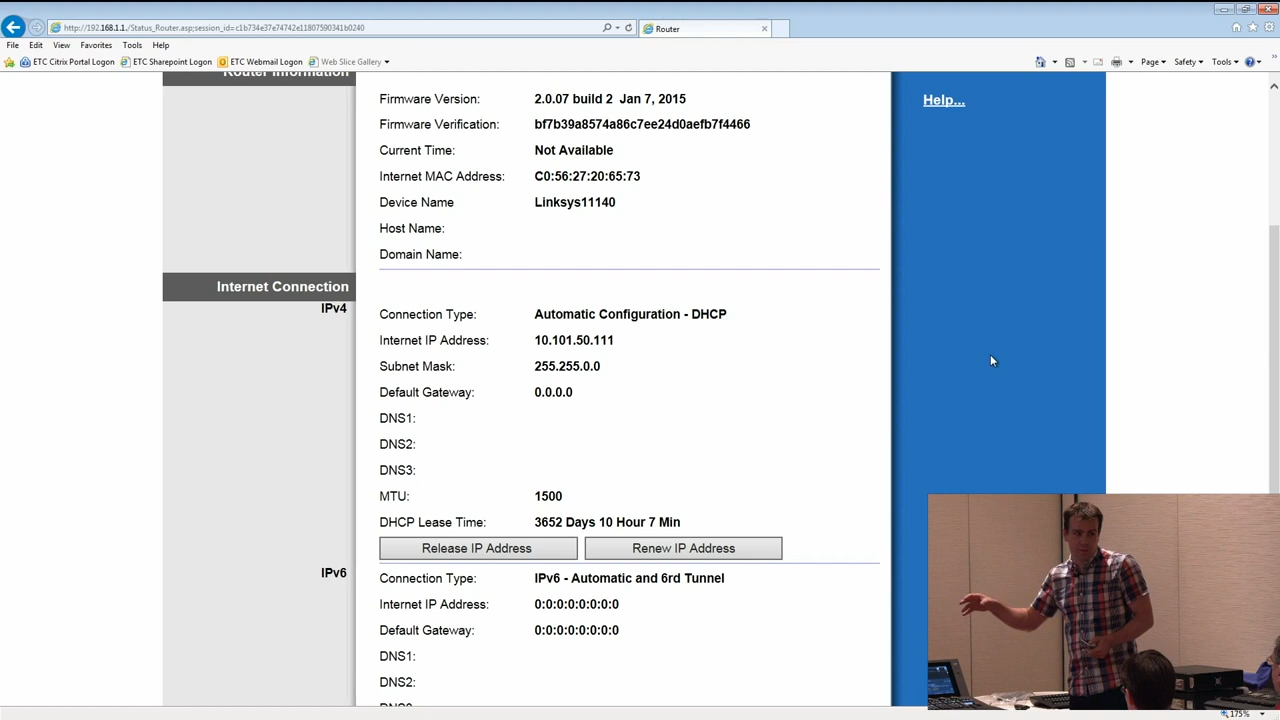 http://192.168.1.1./Status_Router.asp;session_id=c1b734e37e74742e11807590341b0240
Router
File Edit View Favorites Tools Help
ETC Citrix Portal Logon ETC Sharepoint Logon ETC Webmail Logon Web Slice Gallery
Page Safety Tools
Router Information
Firmware Version: 2.0.07 build 2 Jan 7, 2015
Help...
Firmware Verification: bf7b39a8574a86c7ee24d0aefb7f4466
Current Time: Not Available
Internet MAC Address: C0:56:27:20:65:73
Device Name Linksys11140
Host Name:
Domain Name:
Internet Connection
IPv4
Connection Type: Automatic Configuration - DHCP
Internet IP Address: 10.101.50.111
Subnet Mask: 255.255.0.0
Default Gateway: 0.0.0.0
DNS1:
DNS2:
DNS3:
MTU: 1500
DHCP Lease Time: 3652 Days 10 Hour 7 Min
Release IP Address Renew IP Address
IPv6
Connection Type: IPv6 - Automatic and 6rd Tunnel
Internet IP Address: 0:0:0:0:0:0:0:0
Default Gateway: 0:0:0:0:0:0:0:0
DNS1:
DNS2:
175%